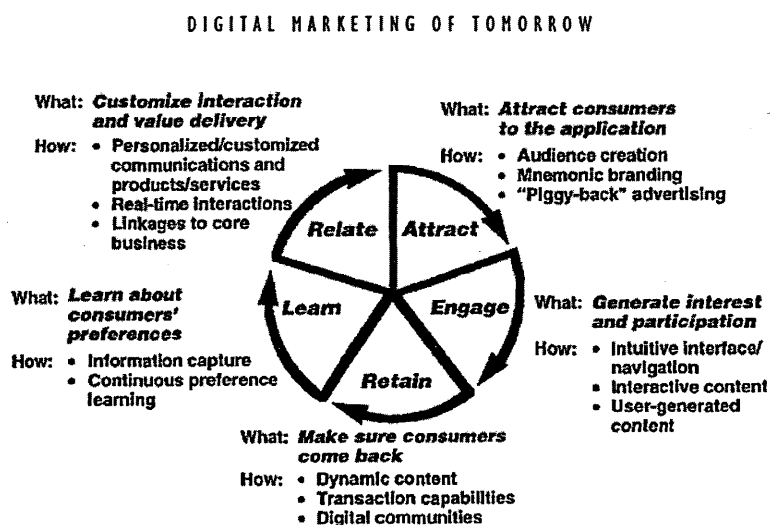 DIGITAL MARKETING OF TOMORROW
What: Customize interaction
and value delivery
How: • Personalized/customized
communications and
products/services
• Real-time interactions
• Linkages to core
business
What: Attract consumers
to the application
How: • Audience creation
• Mnemonic branding
• "Piggy-back" advertising
Relate
Attract
Learn
Engage
Retain
What: Learn about
consumers'
preferences
How: • Information capture
• Continuous preference
learning
What: Generate interest
and participation
How: • Intuitive interface/
navigation
• Interactive content
• User-generated
content
What: Make sure consumers
come back
How: • Dynamic content
• Transaction capabilities
• Digital communities